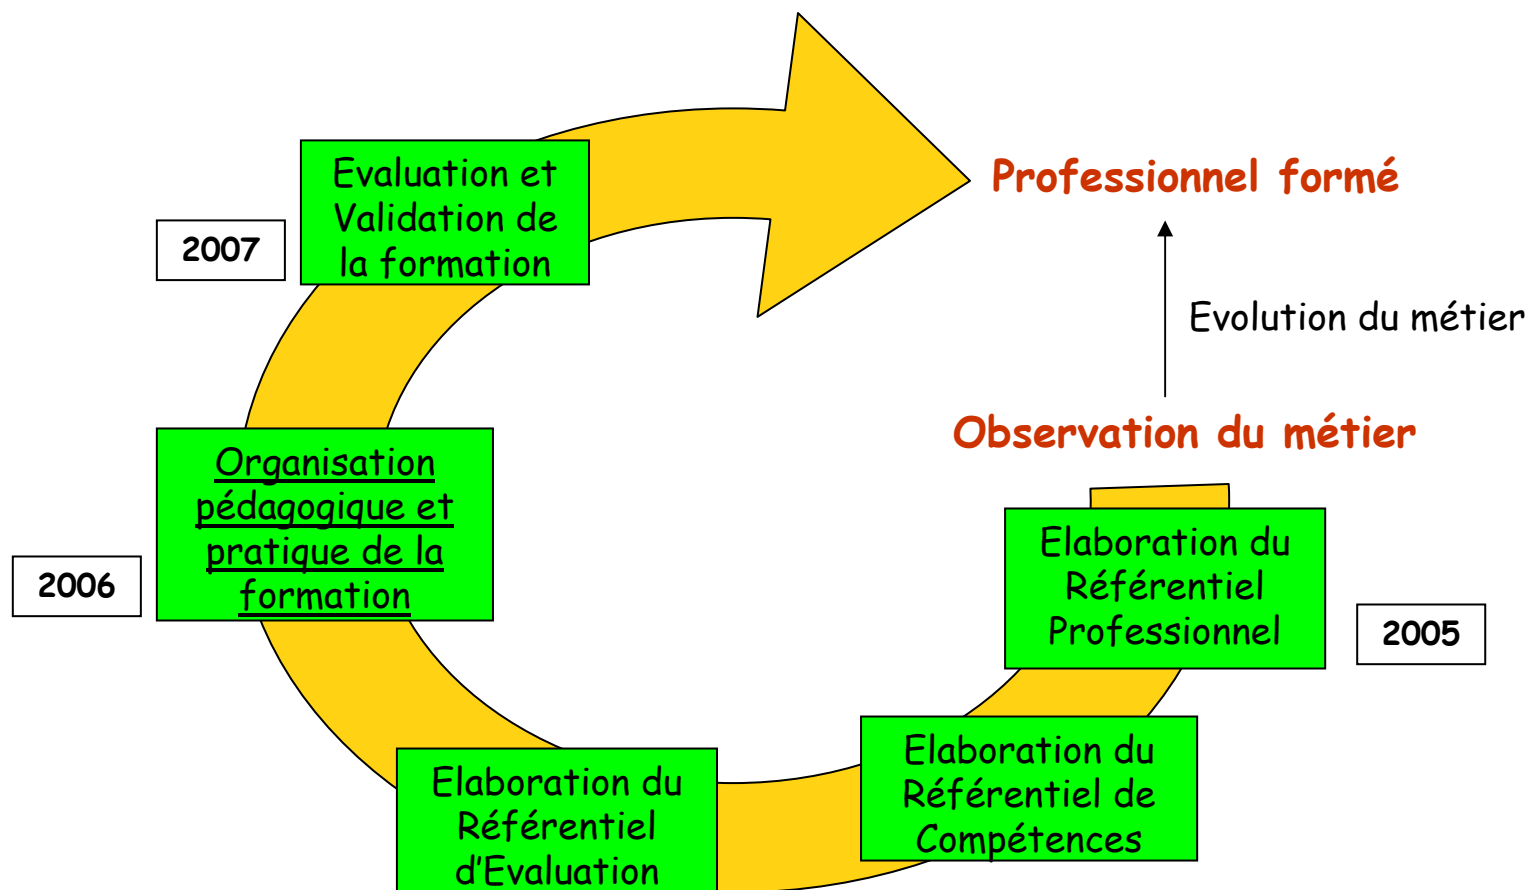 Evaluation et
Validation de
la formation
2007
Professionnel formé
Evolution du métier
Observation du métier
Organisation
pédagogique et
pratique de la
formation
2006
Elaboration du
Référentiel
Professionnel
2005
Elaboration du
Référentiel de
Compétences
Elaboration du
Référentiel
d'Evaluation